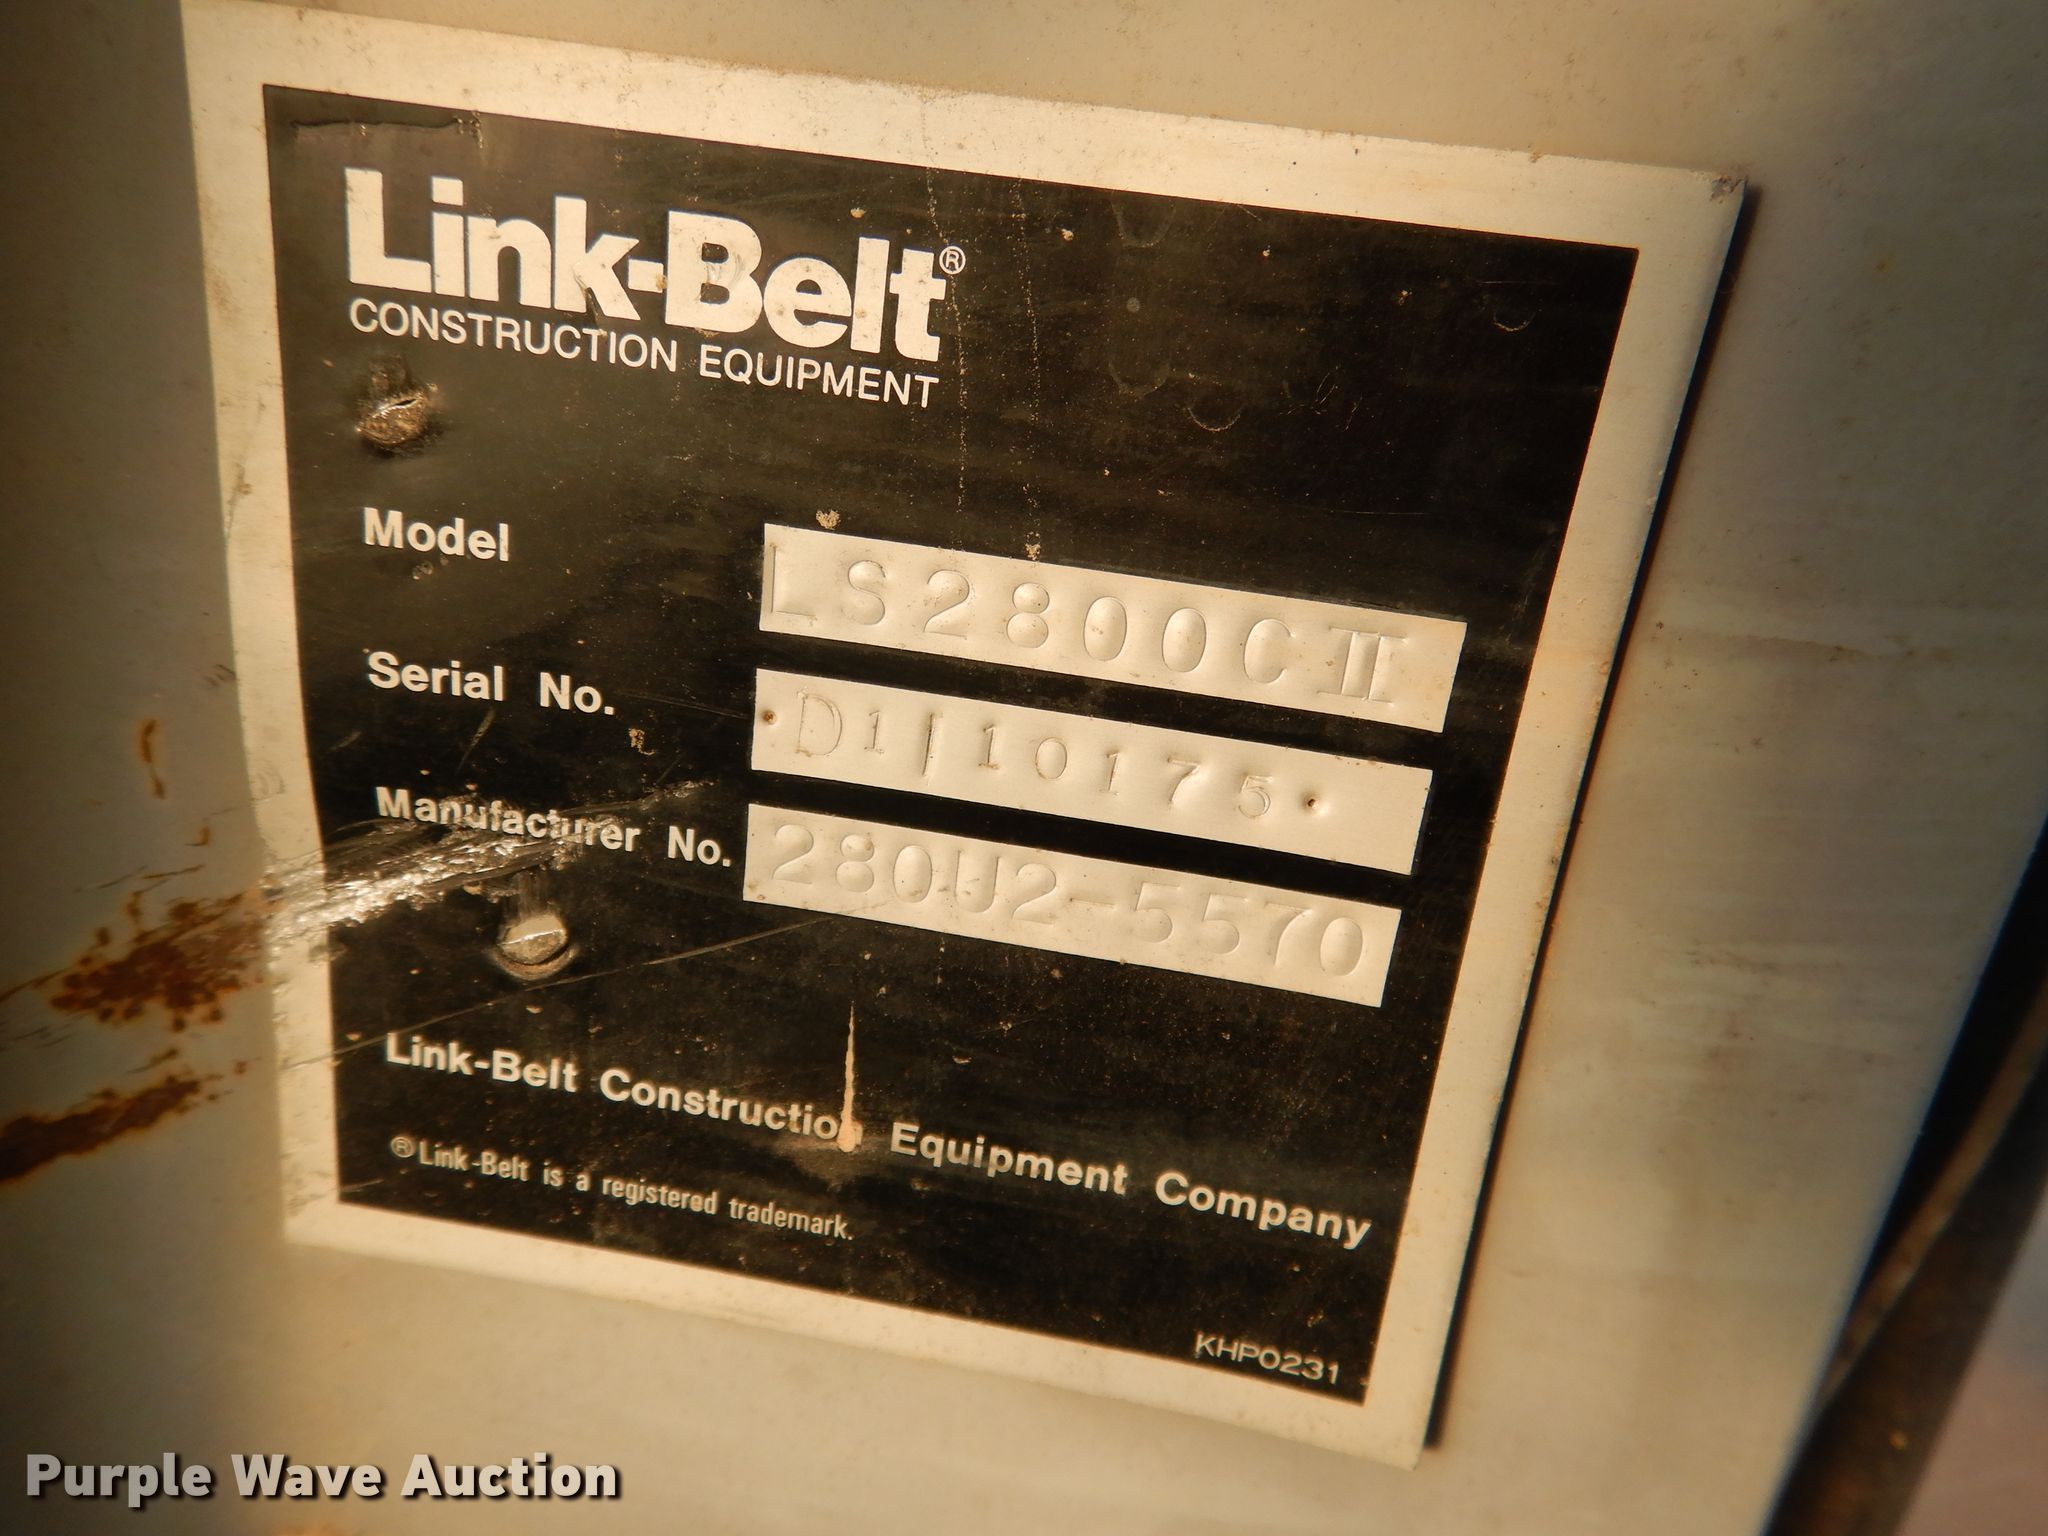 Link-Belt®
CONSTRUCTION EQUIPMENT
Model LS2800CII
Serial No. ·D1|10175·
Manufacturer No. 280U2-5570
Link-Belt Construction Equipment Company
® Link-Belt is a registered trademark.
KHP0231
Purple Wave Auction